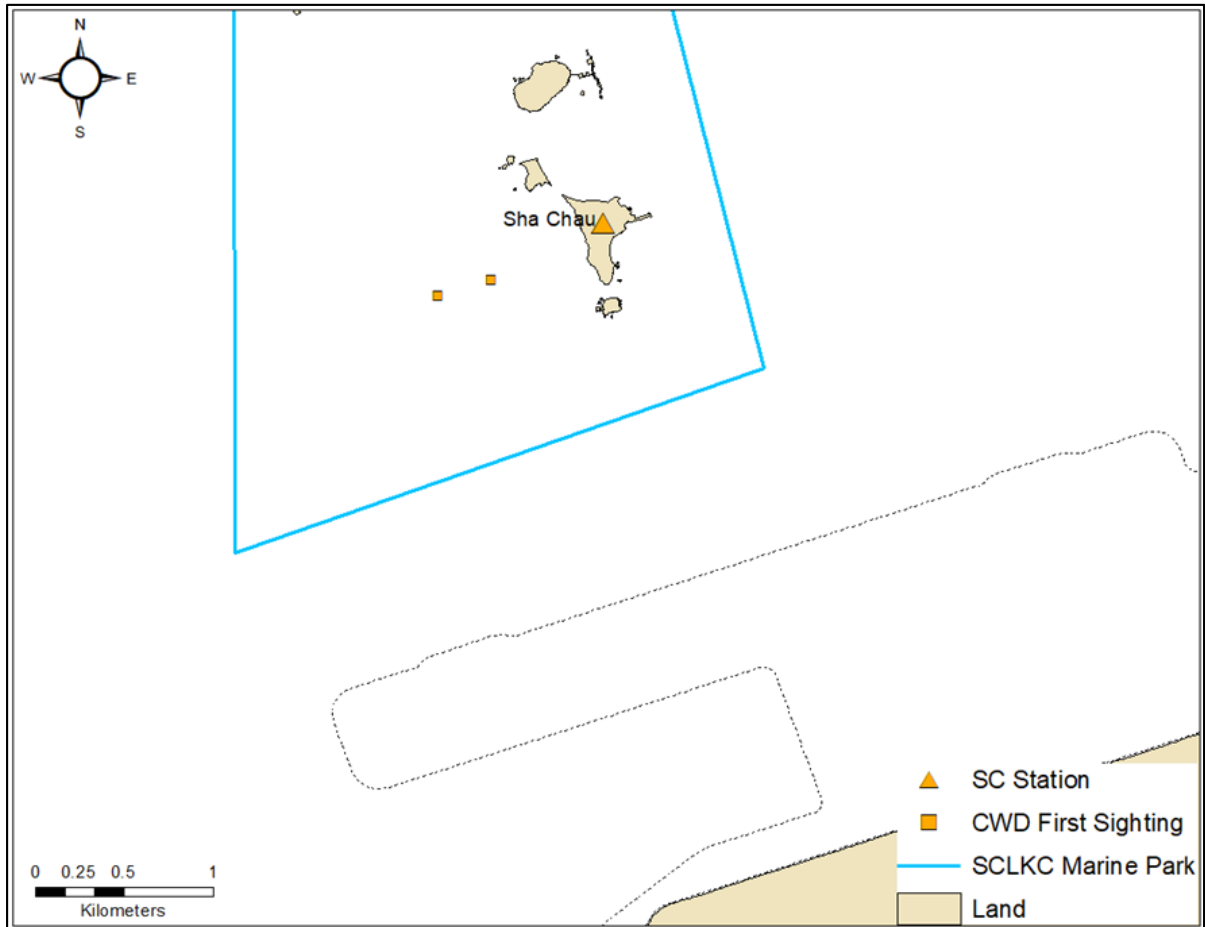 N
W E
S
Sha Chau
SC Station
CWD First Sighting
SCLKC Marine Park
Land
0 0.25 0.5 1
Kilometers